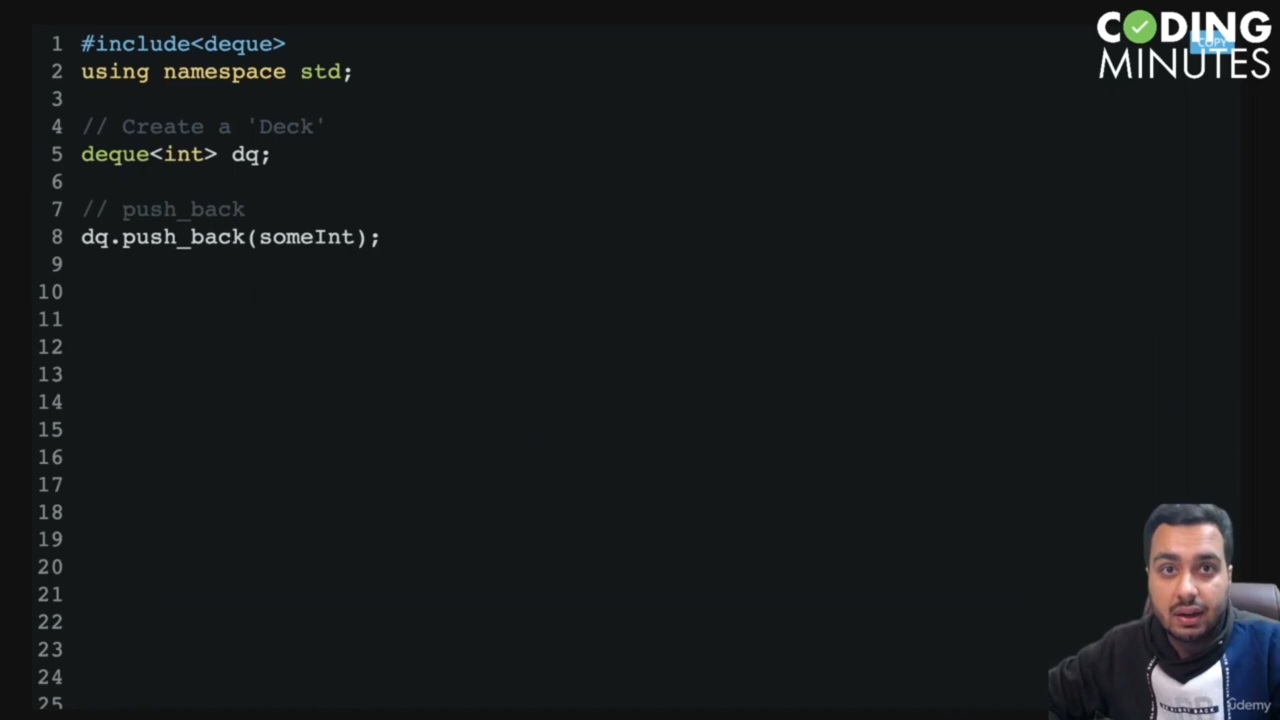 CODING
MINUTES
COPY
1 #include<deque>
2 using namespace std;
3
4 // Create a 'Deck'
5 deque<int> dq;
6
7 // push_back
8 dq.push_back(someInt);
9
10
11
12
13
14
15
16
17
18
19
20
21
22
23
24
25
ûdemy